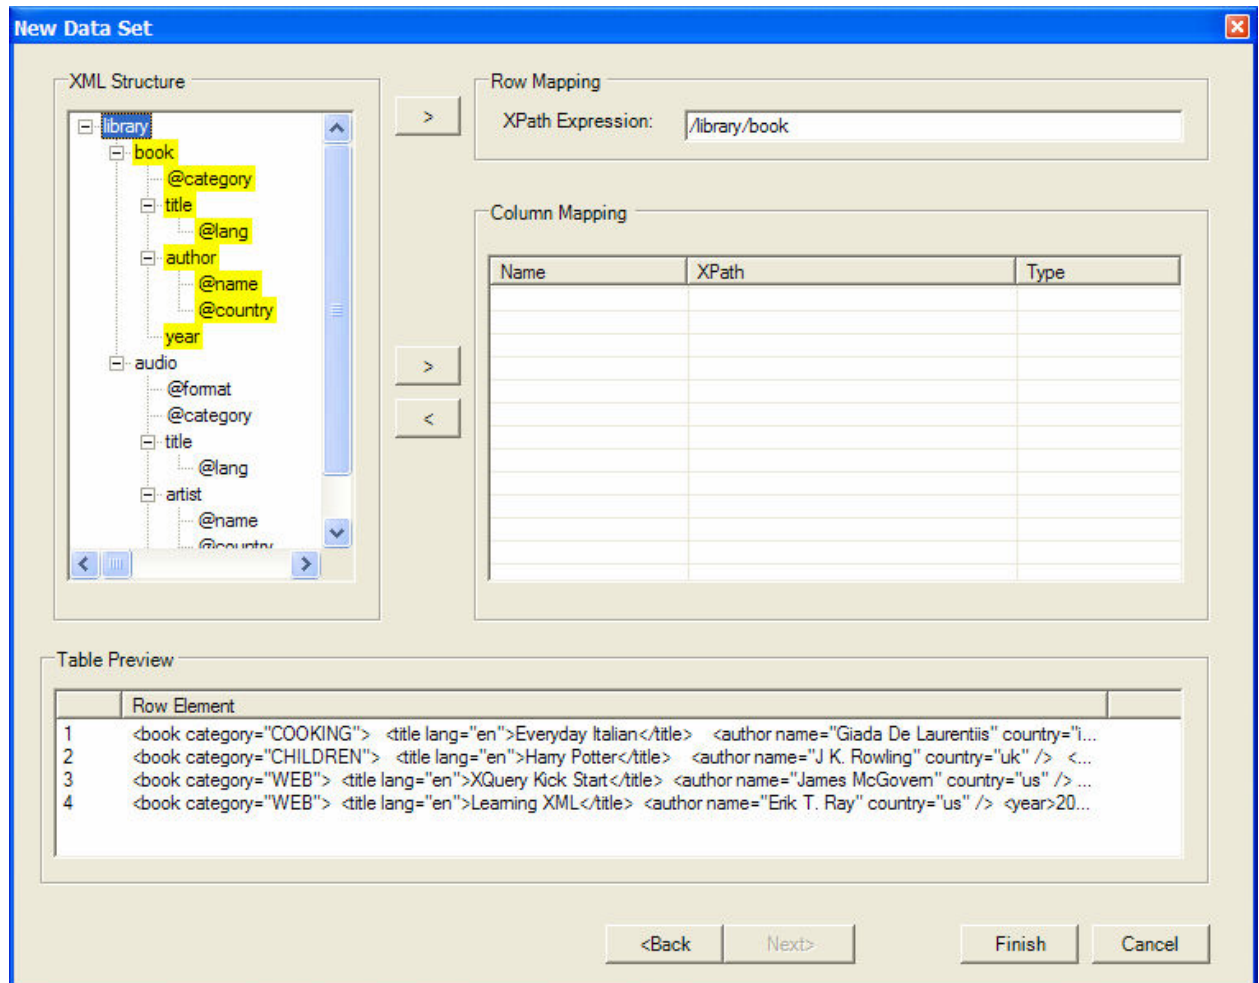 New Data Set
XML Structure
library
book
@category
title
@lang
author
@name
@country
year
audio
@format
@category
title
@lang
artist
@name
@country
>
>
<
Row Mapping
XPath Expression: /library/book
Column Mapping
Name XPath Type
Table Preview
Row Element
1 <book category="COOKING"> <title lang="en">Everyday Italian</title> <author name="Giada De Laurentiis" country="i...
2 <book category="CHILDREN"> <title lang="en">Harry Potter</title> <author name="J K. Rowling" country="uk" /> <...
3 <book category="WEB"> <title lang="en">XQuery Kick Start</title> <author name="James McGovern" country="us" /> ...
4 <book category="WEB"> <title lang="en">Learning XML</title> <author name="Erik T. Ray" country="us" /> <year>20...
<Back Next> Finish Cancel